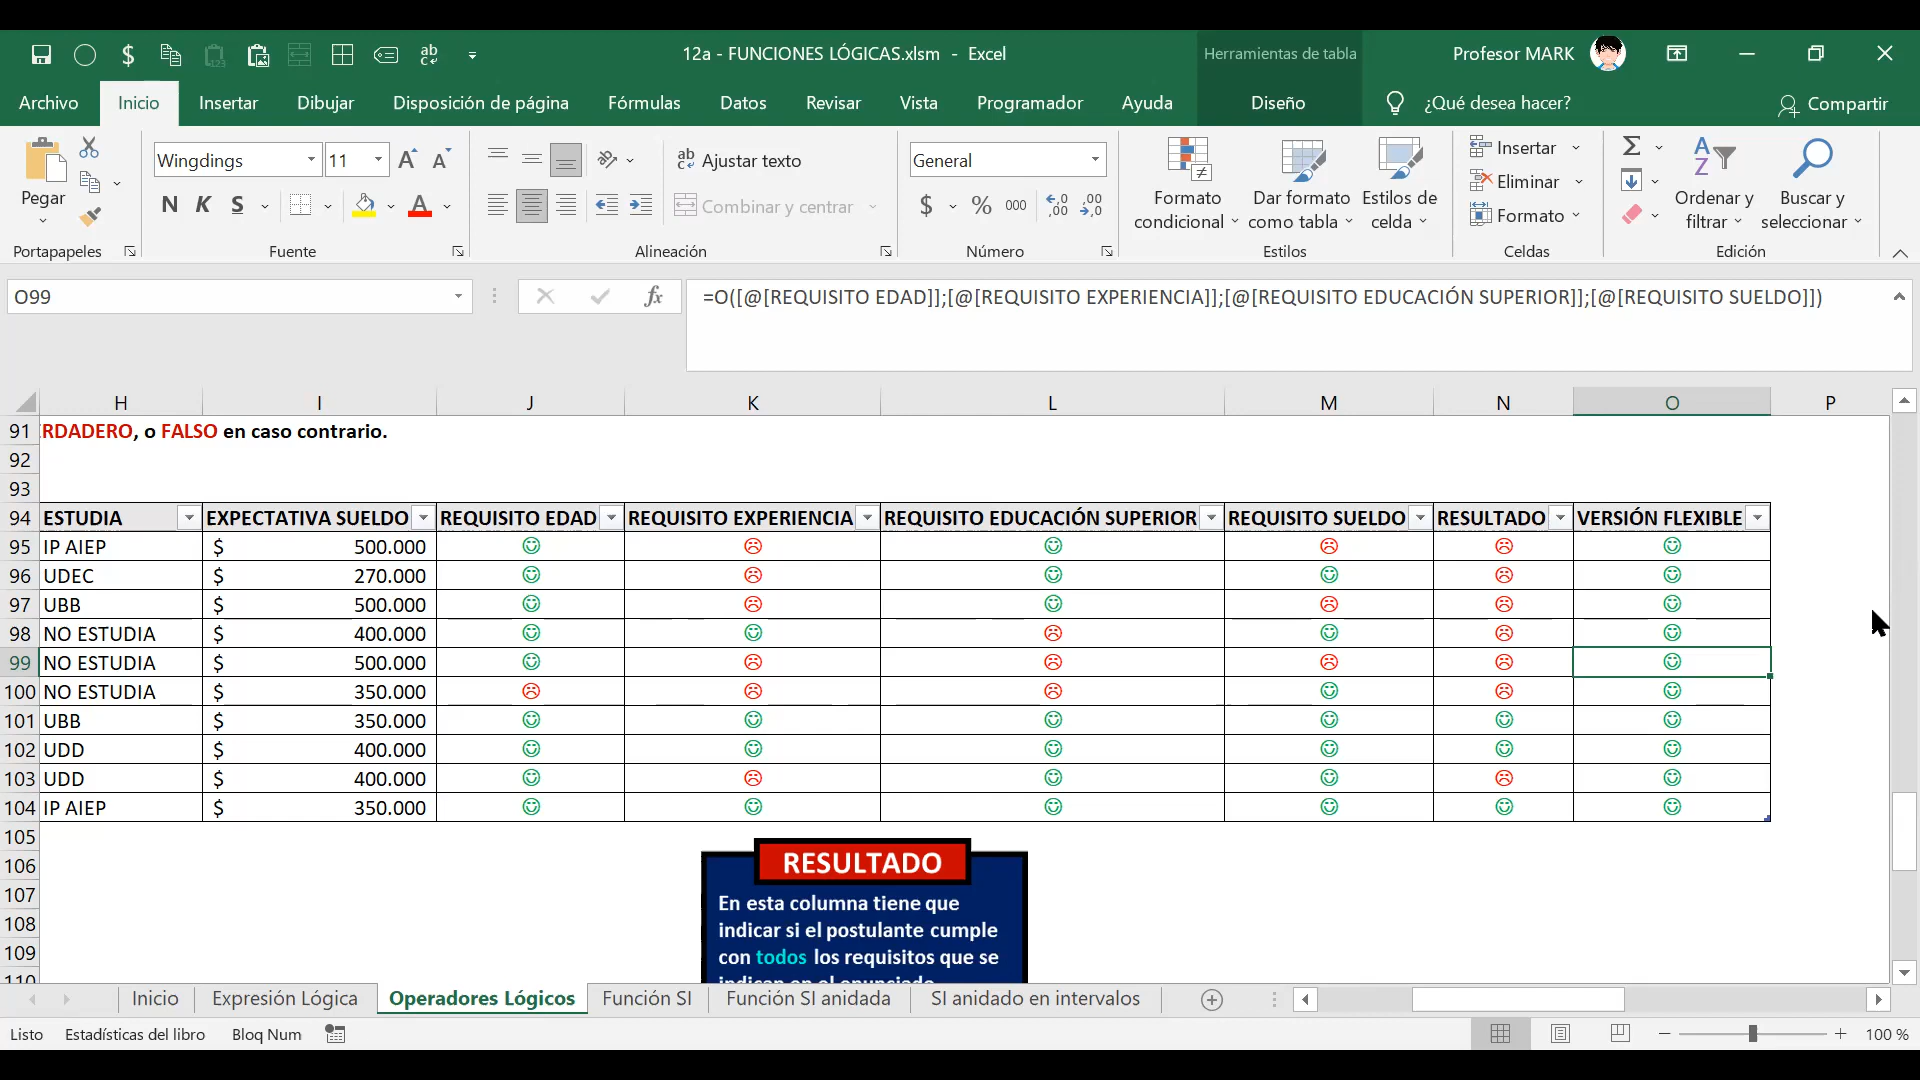 12a - FUNCIONES LÓGICAS.xlsm - Excel
Herramientas de tabla
Profesor MARK
Archivo Inicio Insertar Dibujar Disposición de página Fórmulas Datos Revisar Vista Programador Ayuda Diseño ¿Qué desea hacer? Compartir
Pegar
Portapapeles
Wingdings 11
N K S
Fuente
Ajustar texto
Combinar y centrar
Alineación
General
$ % 000
Número
Formato condicional
Dar formato como tabla
Estilos de celda
Estilos
Insertar
Eliminar
Formato
Celdas
Ordenar y filtrar
Buscar y seleccionar
Edición
O99
fx
=O([@[REQUISITO EDAD]];[@[REQUISITO EXPERIENCIA]];[@[REQUISITO EDUCACIÓN SUPERIOR]];[@[REQUISITO SUELDO]])
H I J K L M N O P
91 RDADERO, o FALSO en caso contrario.
92
93
94 ESTUDIA EXPECTATIVA SUELDO REQUISITO EDAD REQUISITO EXPERIENCIA REQUISITO EDUCACIÓN SUPERIOR REQUISITO SUELDO RESULTADO VERSIÓN FLEXIBLE
95 IP AIEP $ 500.000
96 UDEC $ 270.000
97 UBB $ 500.000
98 NO ESTUDIA $ 400.000
99 NO ESTUDIA $ 500.000
100 NO ESTUDIA $ 350.000
101 UBB $ 350.000
102 UDD $ 400.000
103 UDD $ 400.000
104 IP AIEP $ 350.000
105
106
107
108
109
110
RESULTADO
En esta columna tiene que
indicar si el postulante cumple
con todos los requisitos que se
indican en el enunciado
Inicio Expresión Lógica Operadores Lógicos Función SI Función SI anidada SI anidado en intervalos
Listo Estadísticas del libro Bloq Num 100 %